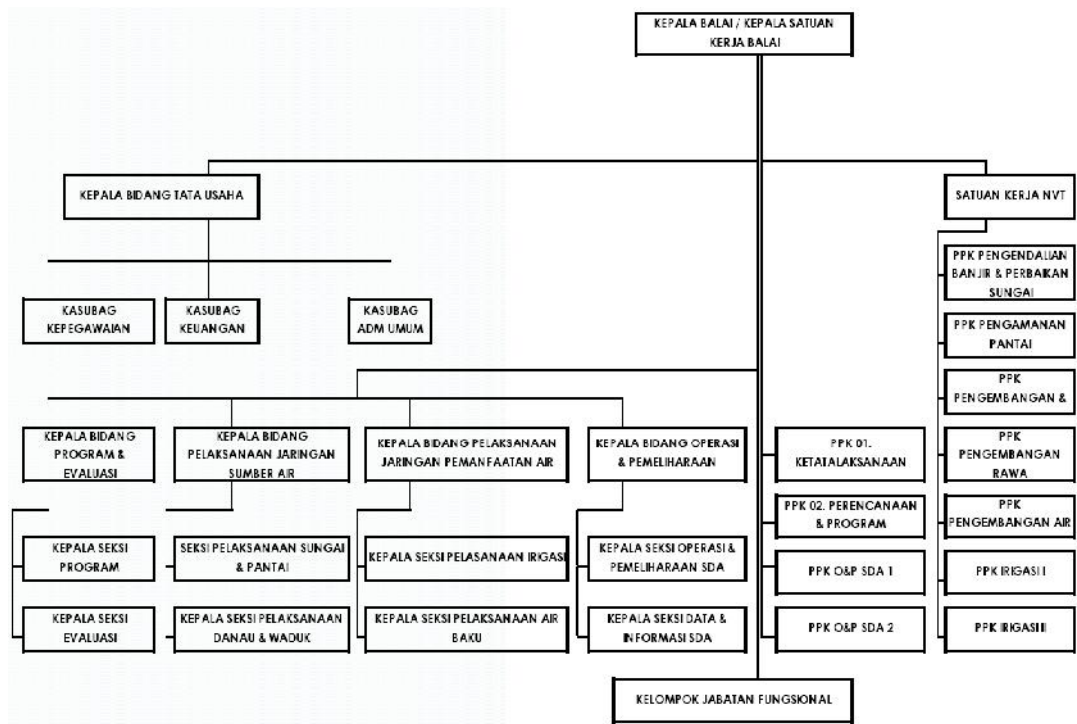 KEPALA BALAI / KEPALA SATUAN
KERJA BALAI
KEPALA BIDANG TATA USAHA
SATUAN KERJA NVT
KASUBAG
KEPEGAWAIAN
KASUBAG
KEUANGAN
KASUBAG
ADM UMUM
PPK PENGENDALIAN
BANJIR & PERBAIKAN
SUNGAI
PPK PENGAMANAN
PANTAI
PPK
PENGEMBANGAN &
PPK
PENGEMBANGAN
RAWA
PPK
PENGEMBANGAN AIR
PPK IRIGASI I
PPK IRIGASI II
KEPALA BIDANG
PROGRAM &
EVALUASI
KEPALA BIDANG
PELAKSANAAN JARINGAN
SUMBER AIR
KEPALA BIDANG PELAKSANAAN
JARINGAN PEMANFAATAN AIR
KEPALA BIDANG OPERASI
& PEMELIHARAAN
PPK 01.
KETATALAKSANAAN
PPK 02. PERENCANAAN
& PROGRAM
PPK O&P SDA 1
PPK O&P SDA 2
KEPALA SEKSI
PROGRAM
SEKSI PELAKSANAAN SUNGAI
& PANTAI
KEPALA SEKSI PELASANAAN IRIGASI
KEPALA SEKSI OPERASI &
PEMELIHARAAN SDA
KEPALA SEKSI
EVALUASI
KEPALA SEKSI PELAKSANAAN
DANAU & WADUK
KEPALA SEKSI PELAKSANAAN AIR
BAKU
KEPALA SEKSI DATA &
INFORMASI SDA
KELOMPOK JABATAN FUNGSIONAL